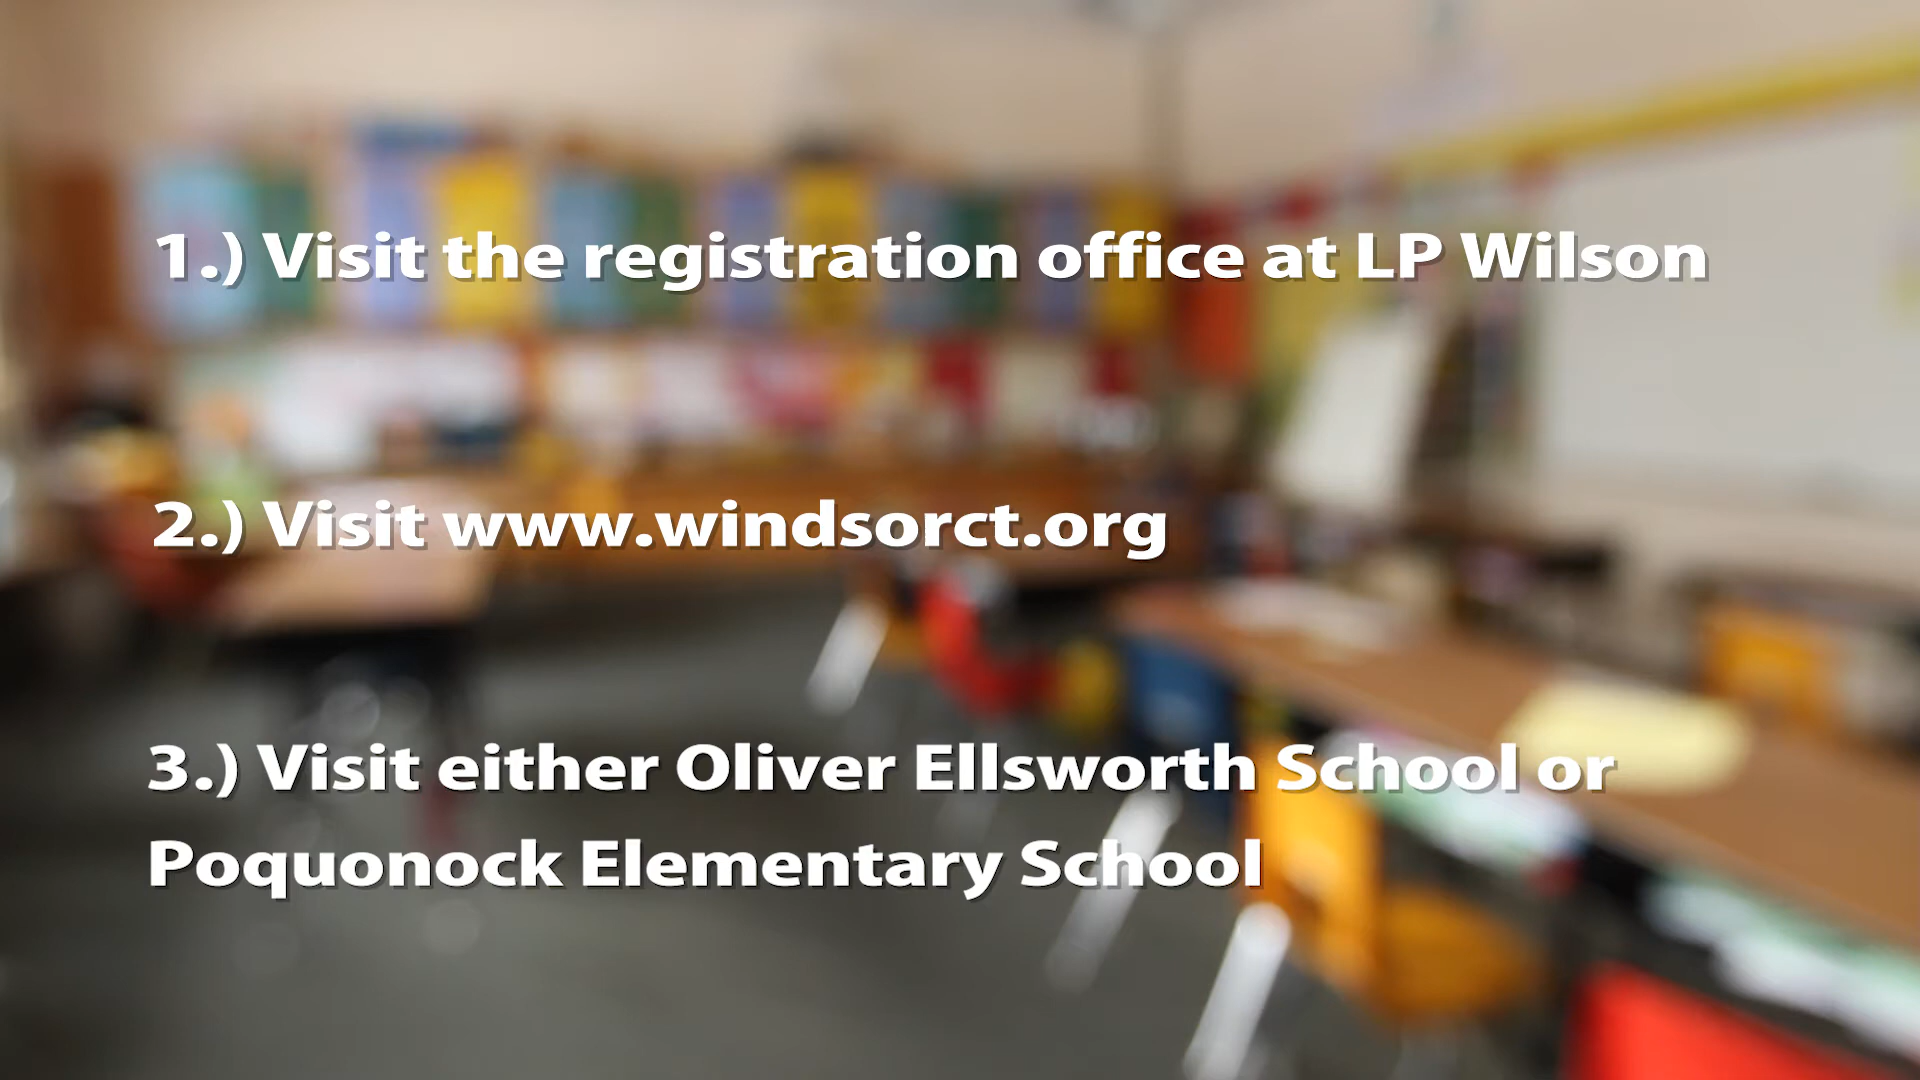 1.) Visit the registration office at LP Wilson
2.) Visit www.windsorct.org
3.) Visit either Oliver Ellsworth School or
Poquonock Elementary School